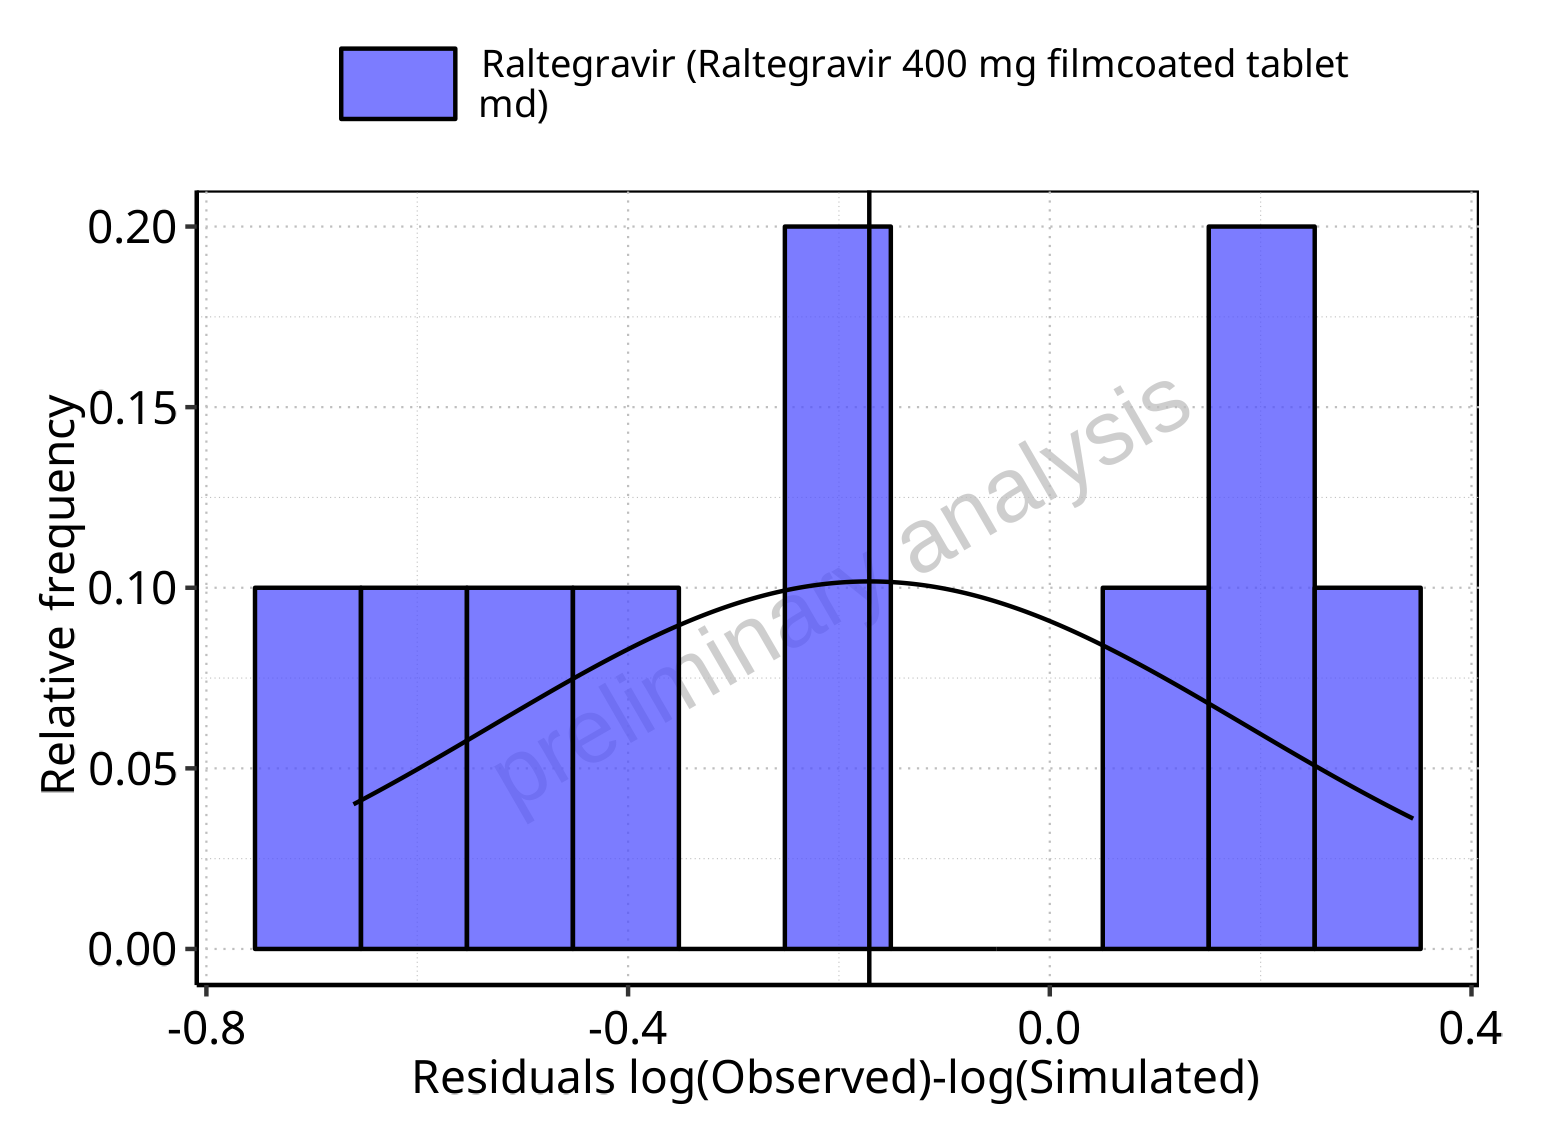 Raltegravir (Raltegravir 400 mg filmcoated tablet
md)
0.20
0.15
0.10
0.05
0.00
Relative frequency
preliminary analysis
-0.8
-0.4
0.0
0.4
Residuals log(Observed)-log(Simulated)